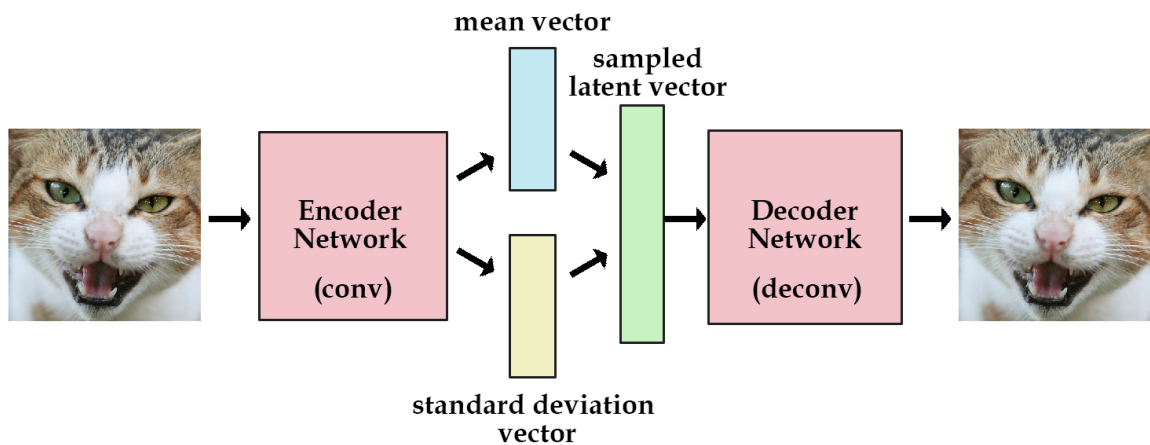 mean vector
sampled
latent vector
Encoder
Network
(conv)
Decoder
Network
(deconv)
standard deviation
vector